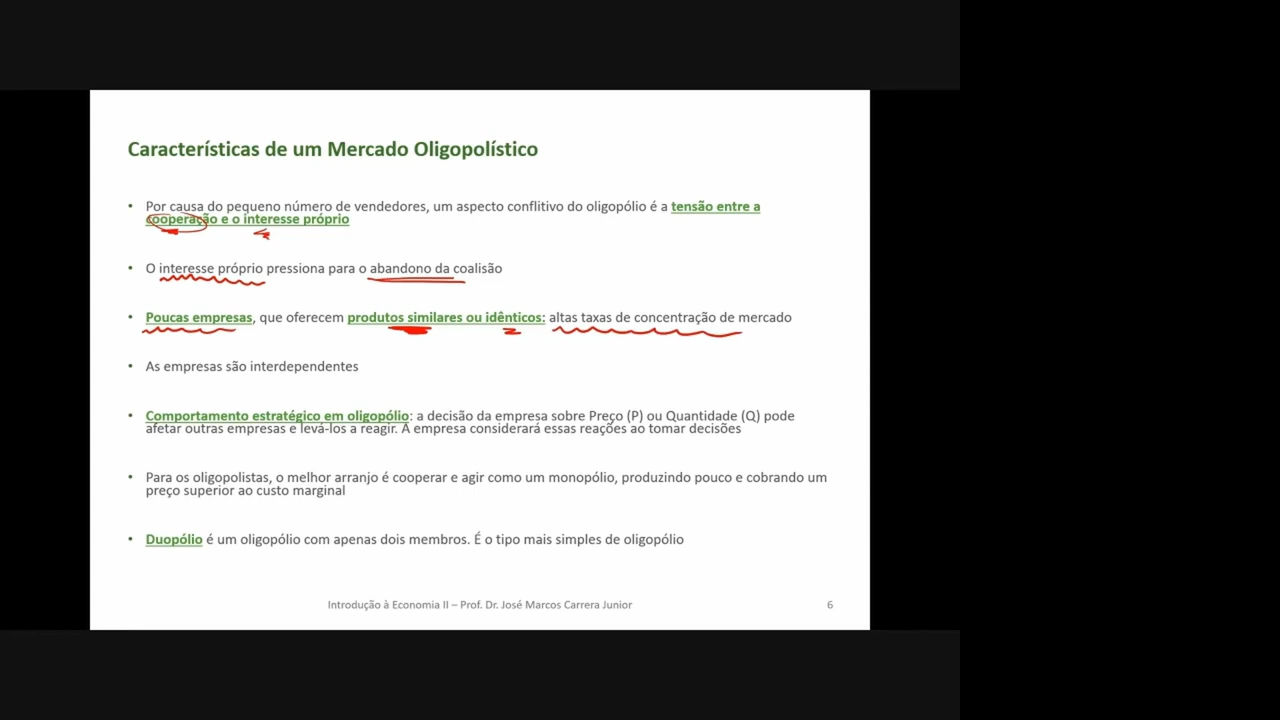 Características de um Mercado Oligopolístico
• Por causa do pequeno número de vendedores, um aspecto conflitivo do oligopólio é a tensão entre a
cooperação e o interesse próprio
• O interesse próprio pressiona para o abandono da coalisão
• Poucas empresas, que oferecem produtos similares ou idênticos: altas taxas de concentração de mercado
• As empresas são interdependentes
• Comportamento estratégico em oligopólio: a decisão da empresa sobre Preço (P) ou Quantidade (Q) pode
afetar outras empresas e levá-los a reagir. A empresa considerará essas reações ao tomar decisões
• Para os oligopolistas, o melhor arranjo é cooperar e agir como um monopólio, produzindo pouco e cobrando um
preço superior ao custo marginal
• Duopólio é um oligopólio com apenas dois membros. É o tipo mais simples de oligopólio
Introdução à Economia II – Prof. Dr. José Marcos Carrera Junior
6